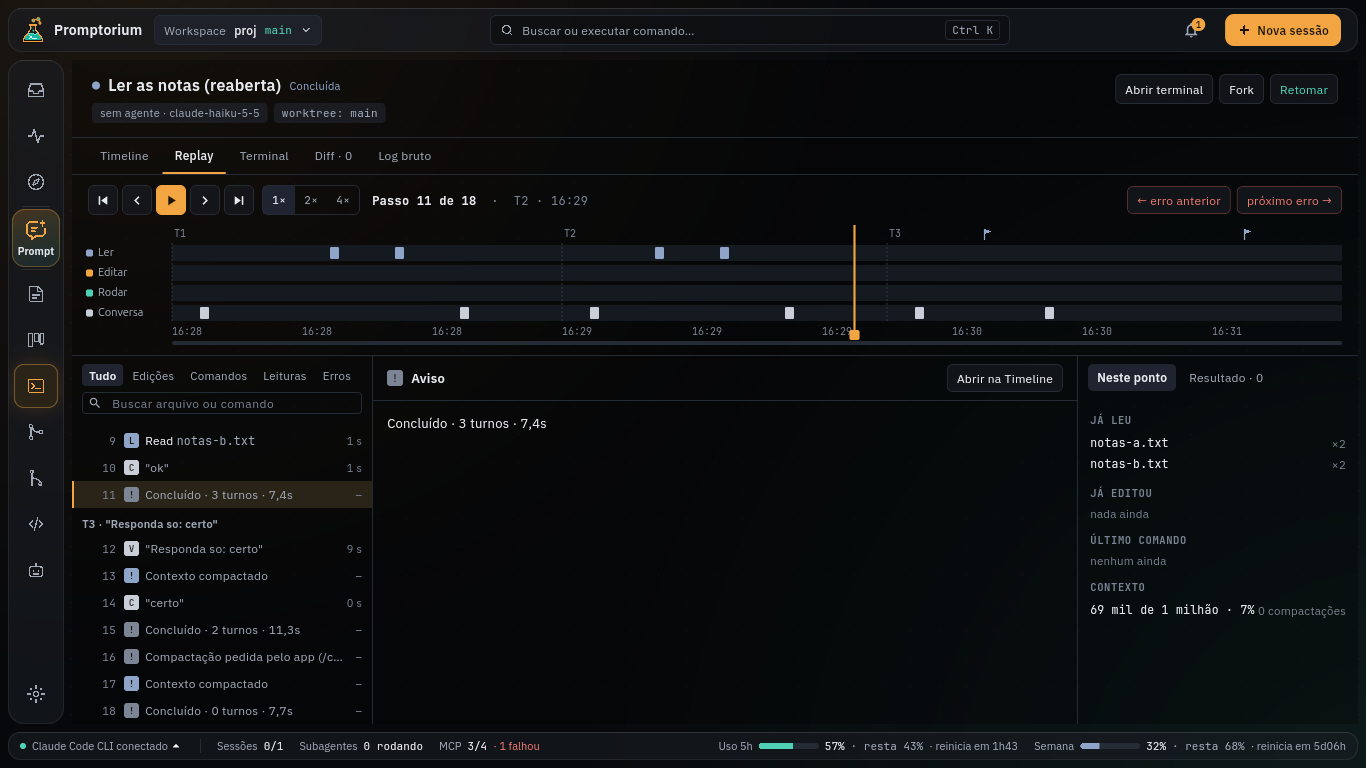 Promptorium
Workspace proj main
Buscar ou executar comando...
Ctrl K
1
+ Nova sessão
Prompt
Ler as notas (reaberta) Concluída
sem agente · claude-haiku-5-5
worktree: main
Abrir terminal
Fork
Retomar
Timeline
Replay
Terminal
Diff · 0
Log bruto
1×
2×
4×
Passo 11 de 18 · T2 · 16:29
← erro anterior
próximo erro →
T1
T2
T3
Ler
Editar
Rodar
Conversa
16:28
16:28
16:28
16:29
16:29
16:29
16:30
16:30
16:31
Tudo
Edições
Comandos
Leituras
Erros
Buscar arquivo ou comando
9 L Read notas-b.txt 1 s
10 C "ok" 1 s
11 ! Concluído · 3 turnos · 7,4s –
T3 · "Responda so: certo"
12 V "Responda so: certo" 9 s
13 ! Contexto compactado –
14 C "certo" 0 s
15 ! Concluído · 2 turnos · 11,3s –
16 ! Compactação pedida pelo app (/c... –
17 ! Contexto compactado –
18 ! Concluído · 0 turnos · 7,7s –
! Aviso
Abrir na Timeline
Concluído · 3 turnos · 7,4s
Neste ponto
Resultado · 0
JÁ LEU
notas-a.txt ×2
notas-b.txt ×2
JÁ EDITOU
nada ainda
ÚLTIMO COMANDO
nenhum ainda
CONTEXTO
69 mil de 1 milhão · 7% 0 compactações
Claude Code CLI conectado
Sessões 0/1
Subagentes 0 rodando
MCP 3/4 · 1 falhou
Uso 5h 57% · resta 43% · reinicia em 1h43
Semana 32% · resta 68% · reinicia em 5d06h